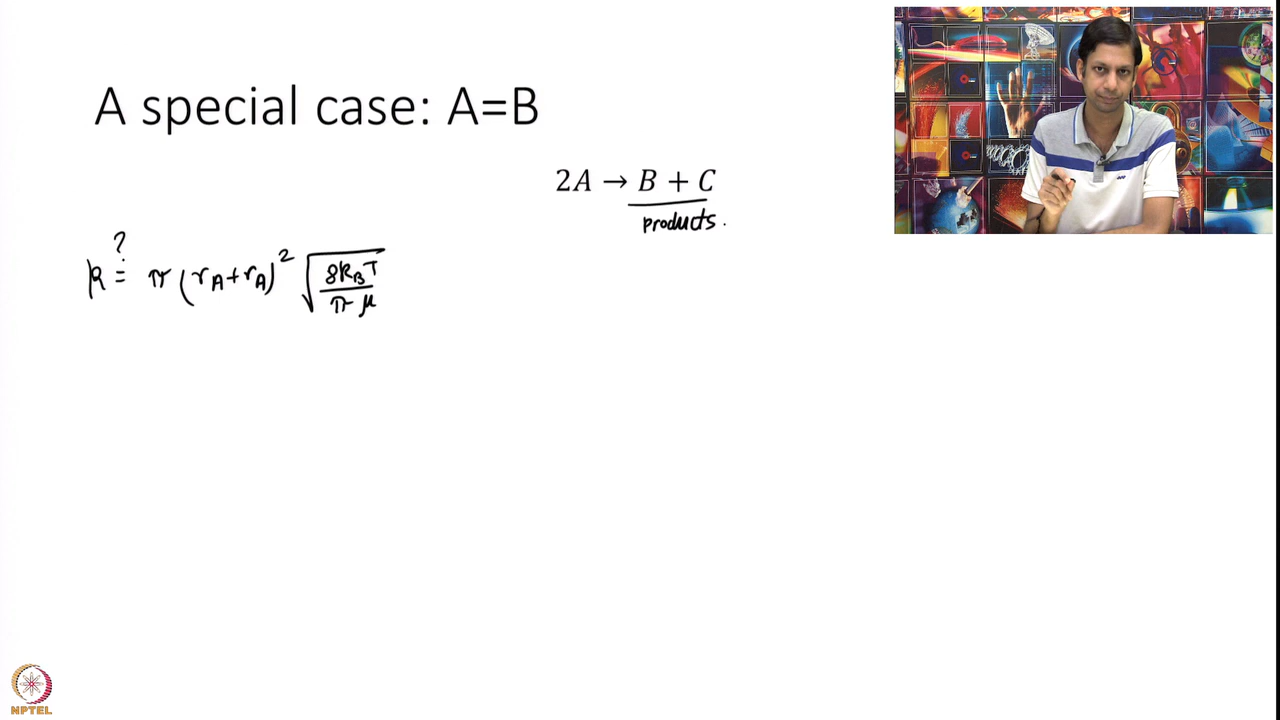 A special case: A=B
2A → B + C
products.
k ?= π (rA+rA)² √(8kBT / πμ)
NPTEL